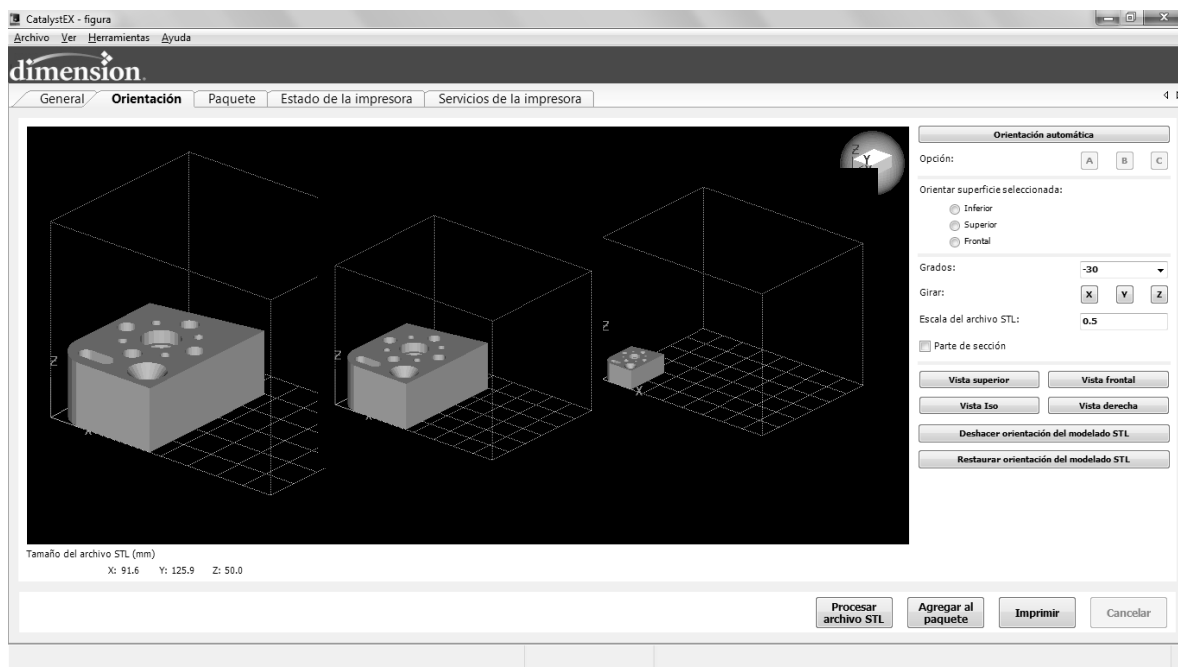 CatalystEX - figura
Archivo Ver Herramientas Ayuda
dimension.
General Orientación Paquete Estado de la impresora Servicios de la impresora
Orientación automática
Opción: A B C
Orientar superficie seleccionada:
Inferior
Superior
Frontal
Grados: -30
Girar: X Y Z
Escala del archivo STL: 0.5
Parte de sección
Vista superior Vista frontal
Vista Iso Vista derecha
Deshacer orientación del modelado STL
Restaurar orientación del modelado STL
Z
Y
Z
Z
Z
X
X
X
Tamaño del archivo STL (mm)
X: 91.6 Y: 125.9 Z: 50.0
Procesar archivo STL
Agregar al paquete
Imprimir
Cancelar